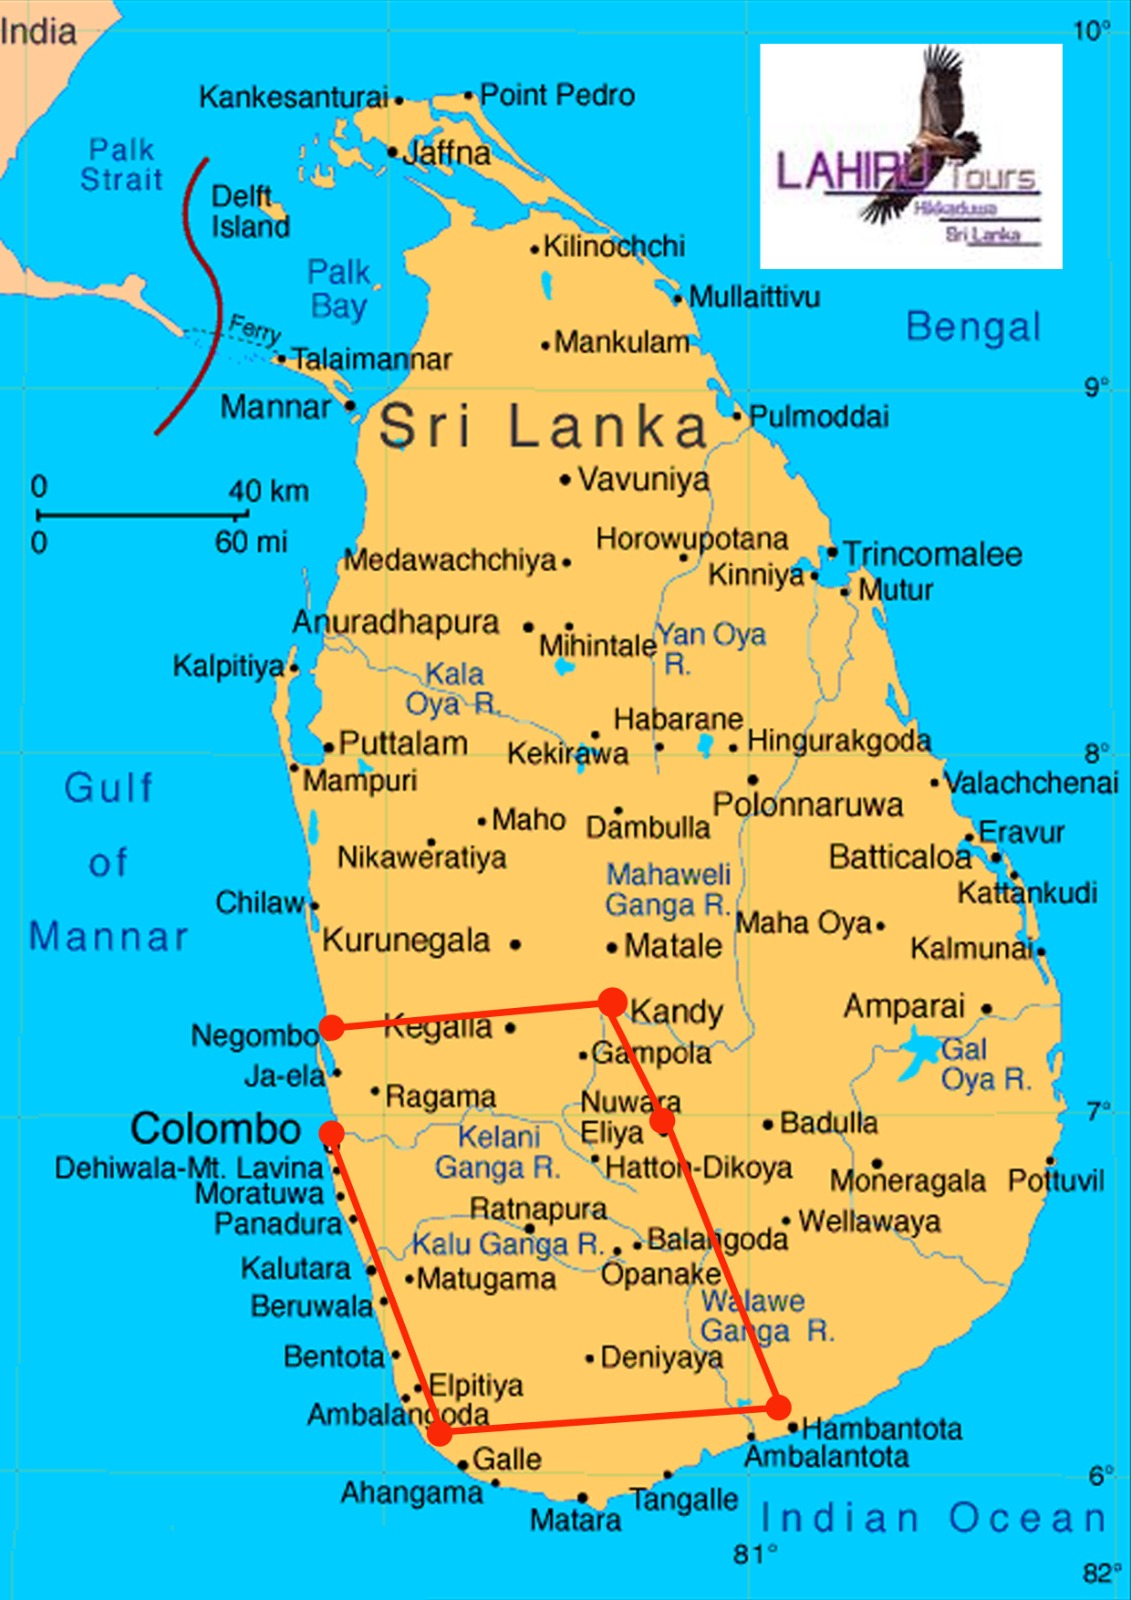 India
10°
Kankesanturai
Point Pedro
Palk
Strait
Jaffna
LAHIRU Tours
Hikkaduwa
Sri Lanka
Delft
Island
Kilinochchi
Palk
Bay
Mullaittivu
Bengal
Ferry
Mankulam
Talaimannar
9°
Mannar
Sri Lanka
Pulmoddai
Vavuniya
0 40 km
0 60 mi
Horowupotana
Trincomalee
Medawachchiya
Kinniya
Mutur
Anuradhapura
Mihintale
Yan Oya
R.
Kalpitiya
Kala
Oya R.
Habarane
Puttalam
Kekirawa
Hingurakgoda
8°
Mampuri
Valachchenai
Gulf
of
Mannar
Polonnaruwa
Maho
Dambulla
Eravur
Nikaweratiya
Batticaloa
Mahaweli
Ganga R.
Kattankudi
Chilaw
Maha Oya
Kurunegala
Matale
Kalmunai
Kandy
Amparai
Negombo
Kegalla
Gampola
Gal
Oya R.
Ja-ela
Ragama
Nuwara
Eliya
7°
Colombo
Badulla
Kelani
Ganga R.
Dehiwala-Mt. Lavina
Hatton-Dikoya
Moneragala
Pottuvil
Moratuwa
Ratnapura
Panadura
Wellawaya
Kalu Ganga R.
Balangoda
Kalutara
Matugama
Opanake
Beruwala
Walawe
Ganga R.
Bentota
Deniyaya
Elpitiya
Ambalangoda
Hambantota
Galle
Ambalantota
6°
Ahangama
Tangalle
Matara
Indian Ocean
81°
82°